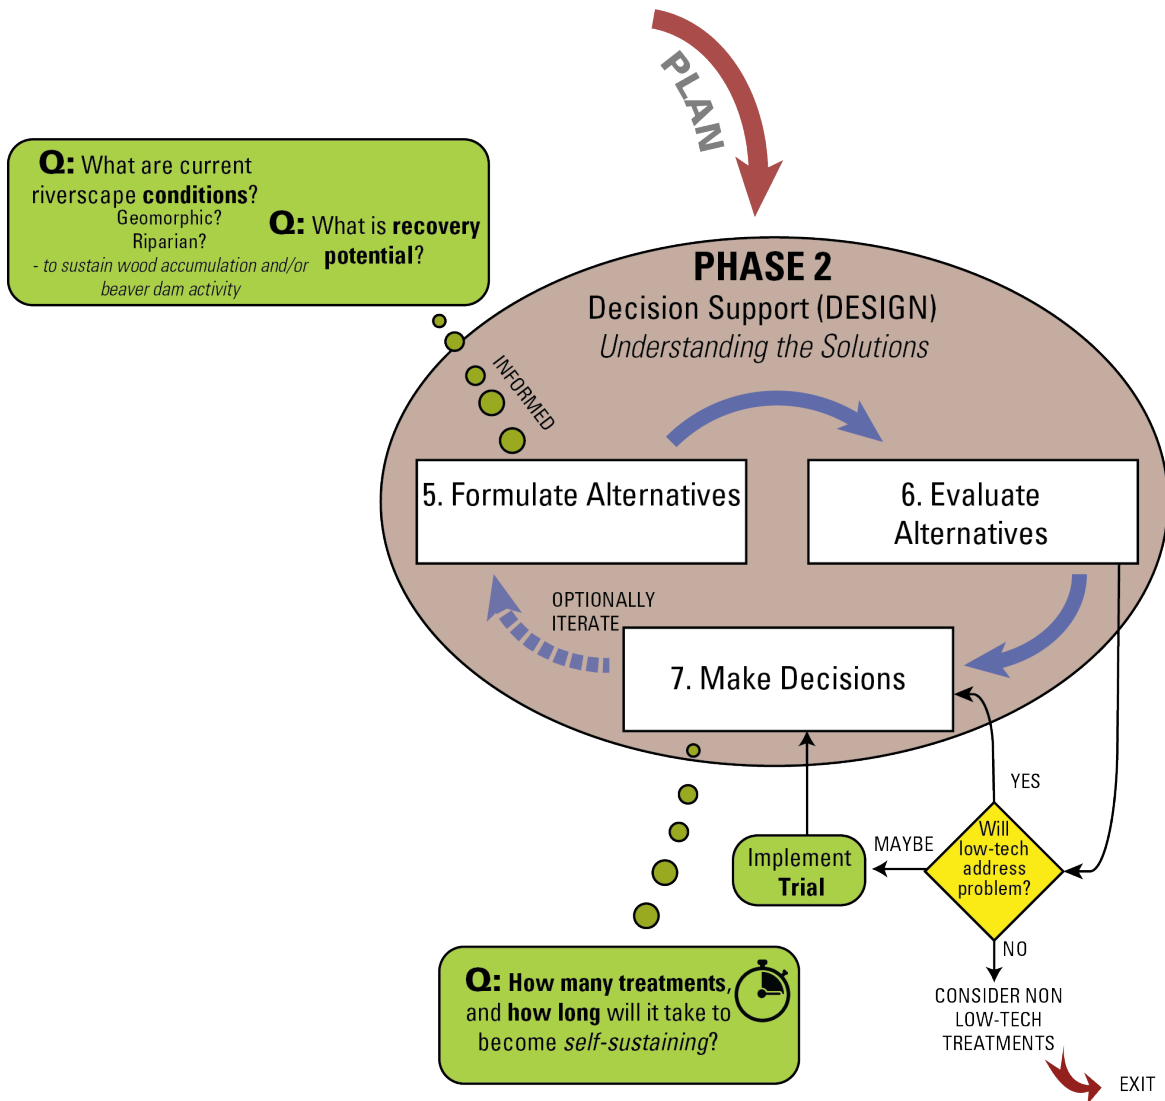 PLAN
Q: What are current
riverscape conditions?
Geomorphic?
Riparian?
- to sustain wood accumulation and/or
beaver dam activity
Q: What is recovery
potential?
PHASE 2
Decision Support (DESIGN)
Understanding the Solutions
INFORMED
5. Formulate Alternatives
6. Evaluate
Alternatives
OPTIONALLY
ITERATE
7. Make Decisions
YES
Will
low-tech
address
problem?
MAYBE
Implement
Trial
NO
CONSIDER NON
LOW-TECH
TREATMENTS
EXIT
Q: How many treatments,
and how long will it take to
become self-sustaining?